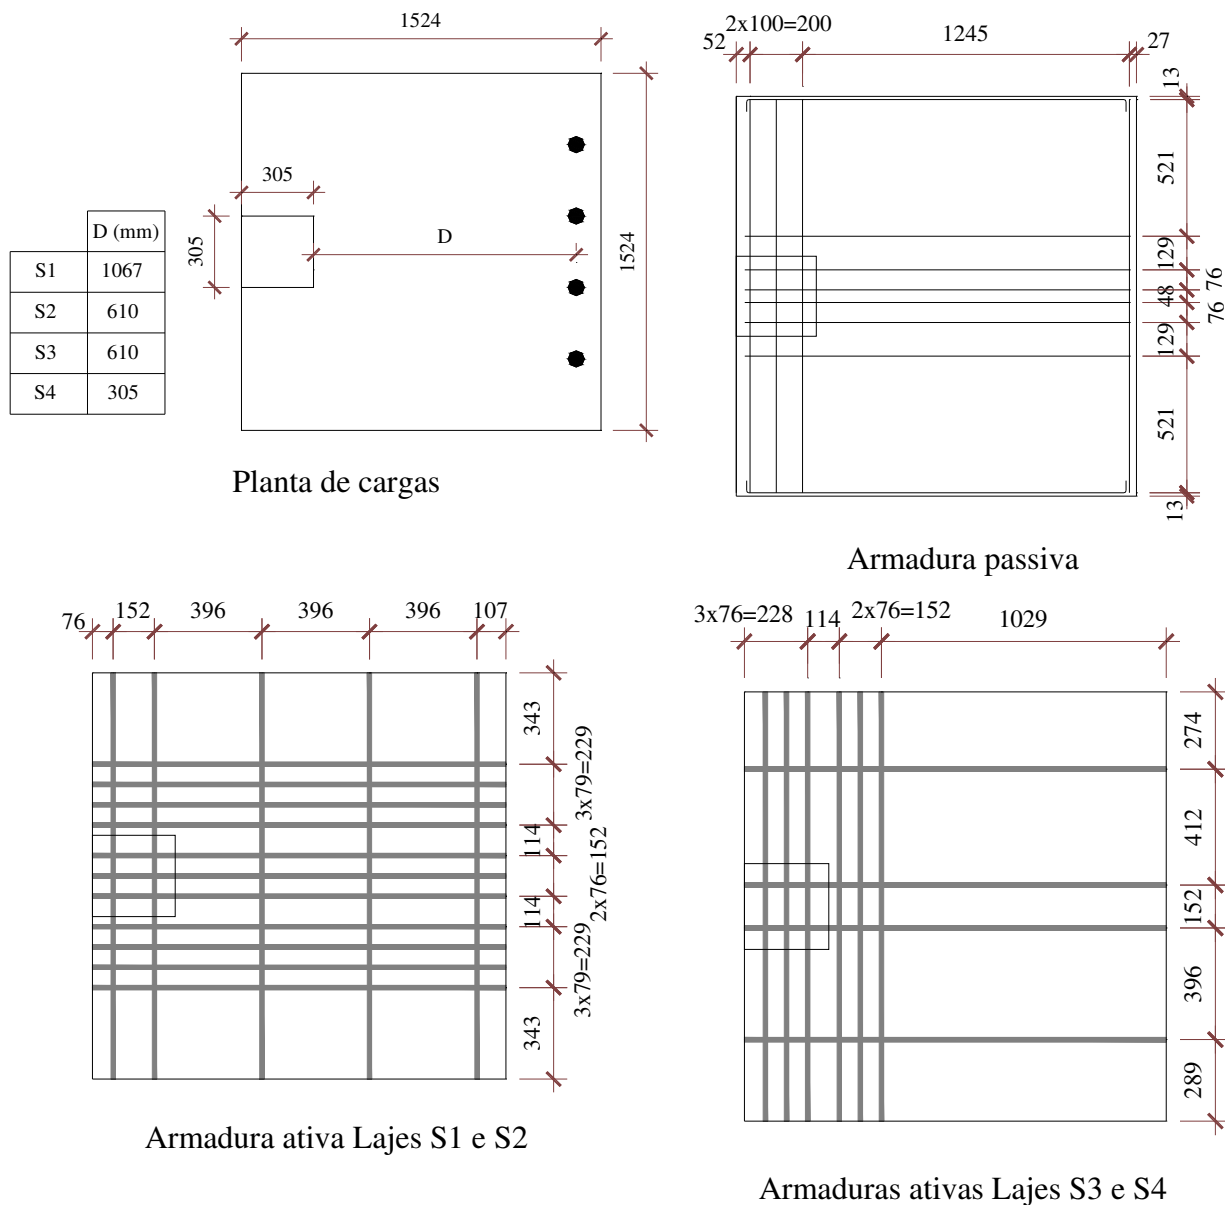 1524
305
305
D
1524
D (mm)
S1 1067
S2 610
S3 610
S4 305
Planta de cargas
52
2x100=200
1245
27
13
521
129
76
48
76
129
521
13
Armadura passiva
76
152
396
396
396
107
343
3x79=229
114
2x76=152
114
3x79=229
343
Armadura ativa Lajes S1 e S2
3x76=228
114
2x76=152
1029
274
412
152
396
289
Armaduras ativas Lajes S3 e S4